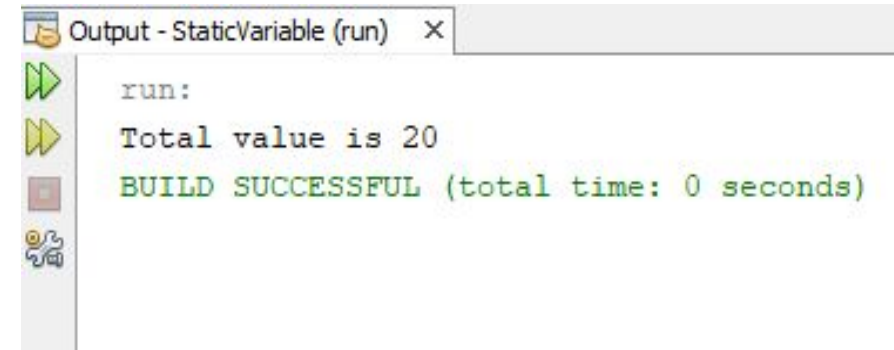 Output - StaticVariable (run)
run:
Total value is 20
BUILD SUCCESSFUL (total time: 0 seconds)